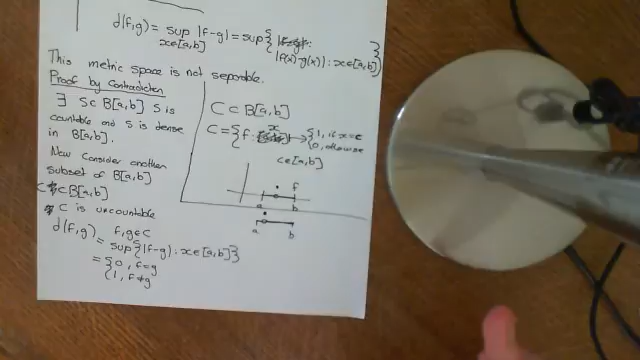 d(f,g) = sup |f-g| = sup{
x∈[a,b]
|f(x)-g(x)| : x∈[a,b]}
This metric space is not separable.
Proof by Contradiction
∃ S⊂B[a,b] S is
countable and S is dense
in B[a,b].
Now consider another
subset of B[a,b]
C ⊂B[a,b]
C is uncountable
d(f,g) f,g∈C
= sup{|f-g| : x∈[a,b]}
= {0, f=g
{1, f≠g
C⊂B[a,b]
C = {f: x → {1, if x=c
{0, otherwise
c∈[a,b]
f
a b
a b